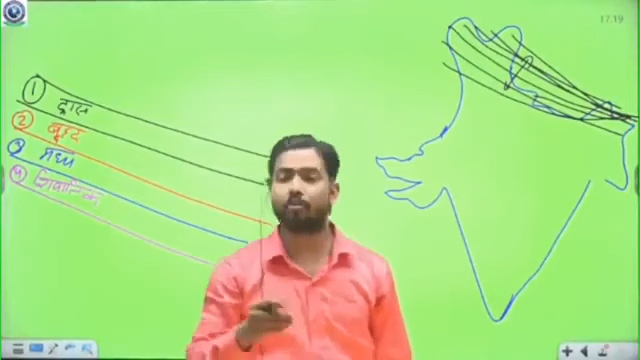 17:19
1 ट्रांस
2 बृहद
3 मध्य
4 शिवालिक